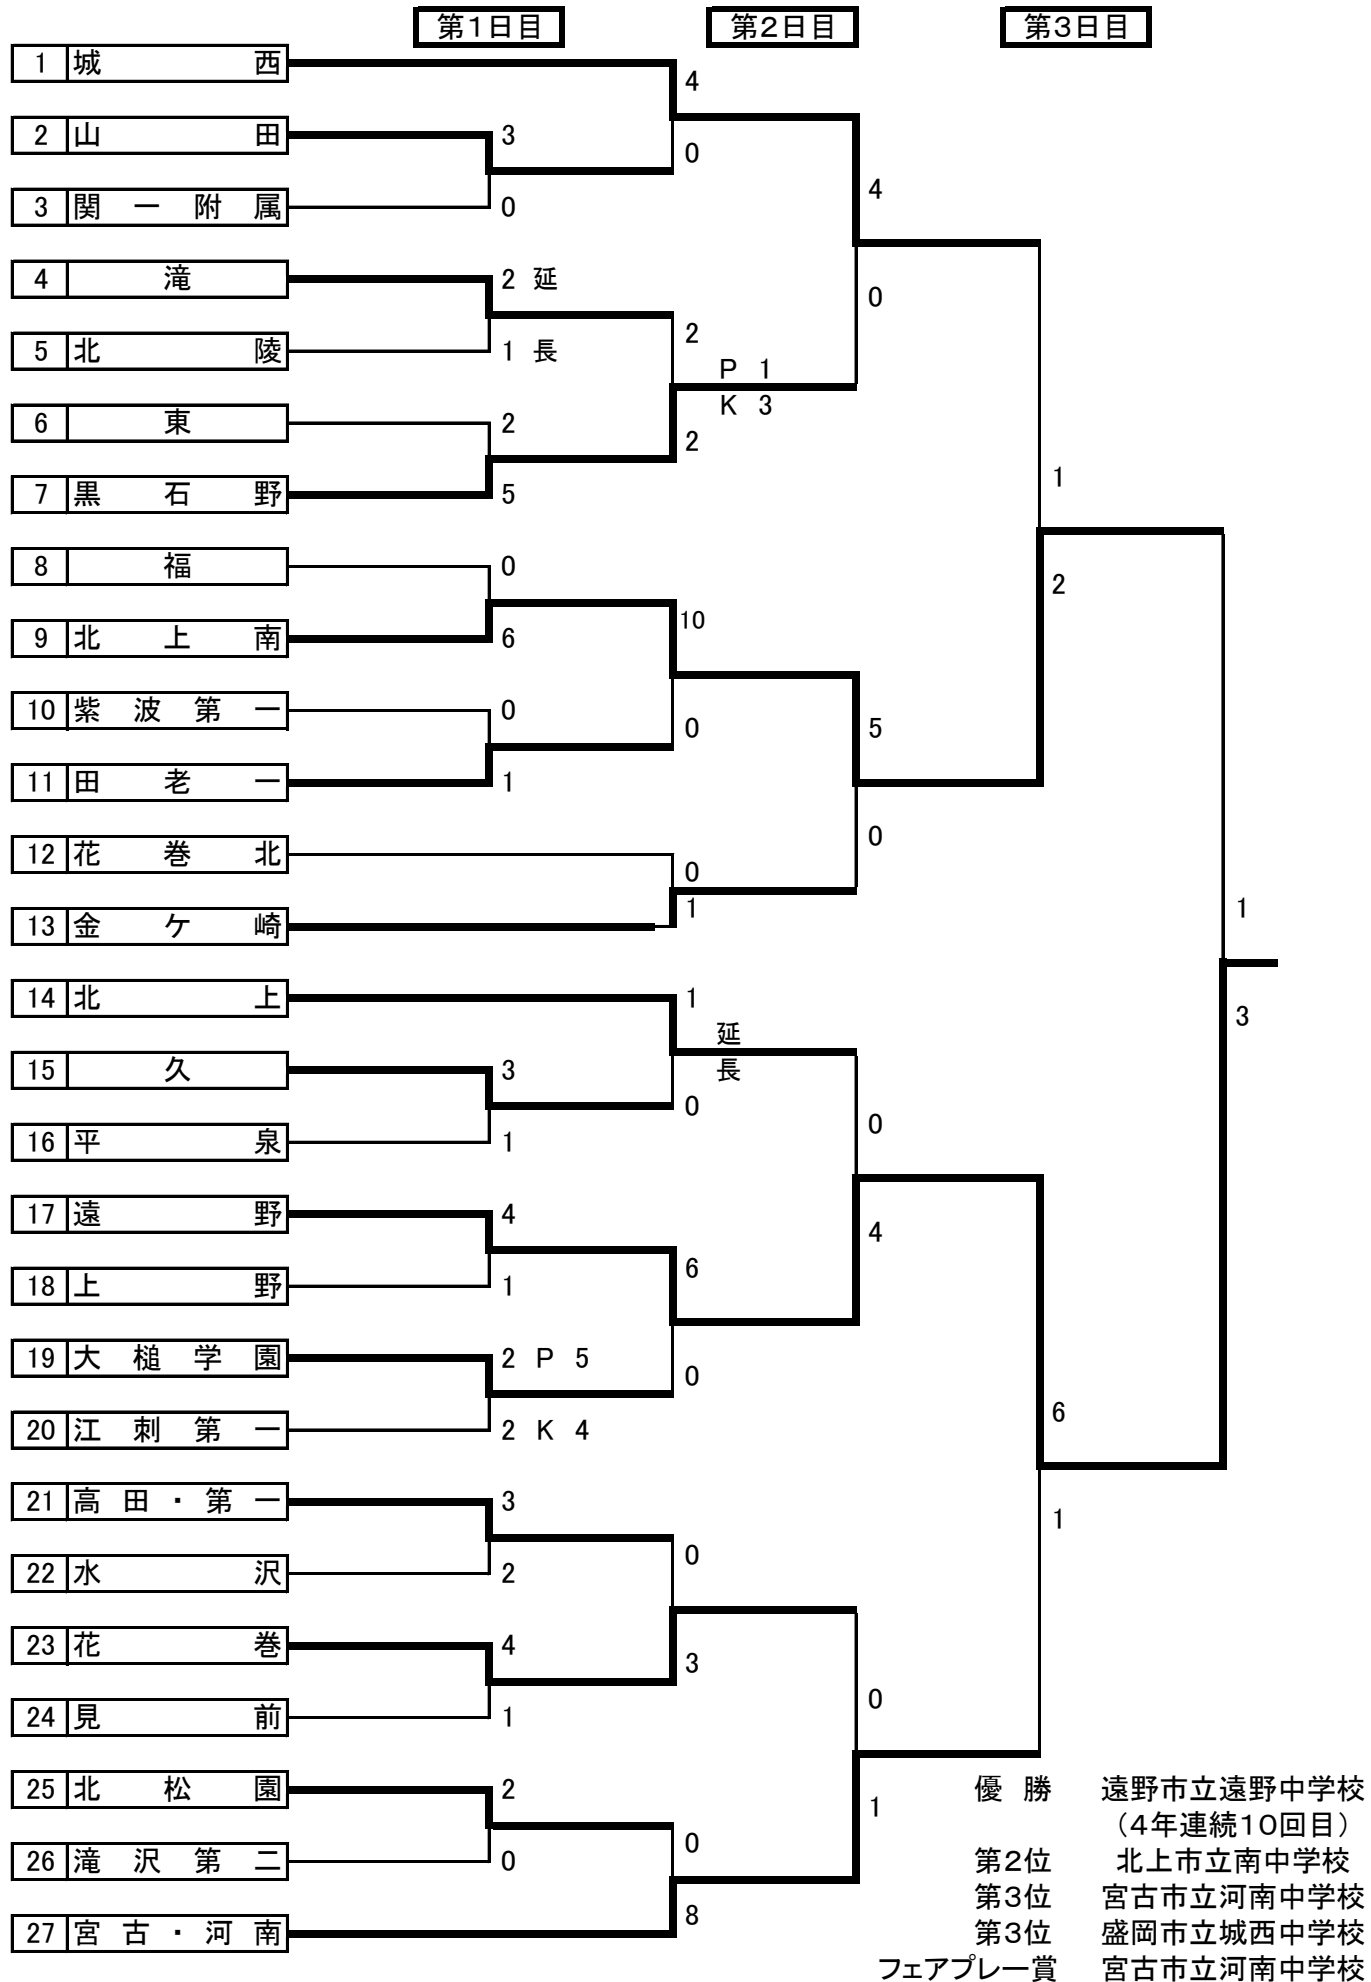 第1日目 第2日目 第3日目
1 城西
4
2 山田 3
0
4
3 関一附属 0
4 滝 2 延
0
2
5 北陵 1 長
P 1
K 3
6 東 2
2
1
7 黒石野 5
8 福 0
2
10
9 北上南 6
10 紫波第一 0
0
5
11 田老一 1
0
12 花巻北
0
1
1
13 金ケ崎
14 北上
1
3
延
15 久 3
長
0
0
16 平泉 1
17 遠野 4
4
6
18 上野 1
19 大槌学園 2 P 5
0
6
20 江刺第一 2 K 4
21 高田・第一 3
1
0
22 水沢 2
23 花巻 4
3
0
24 見前 1
25 北松園 2
優勝 遠野市立遠野中学校
1
（4年連続10回目）
0
26 滝沢第二 0
第2位 北上市立南中学校
第3位 宮古市立河南中学校
8
27 宮古・河南
第3位 盛岡市立城西中学校
フェアプレー賞 宮古市立河南中学校